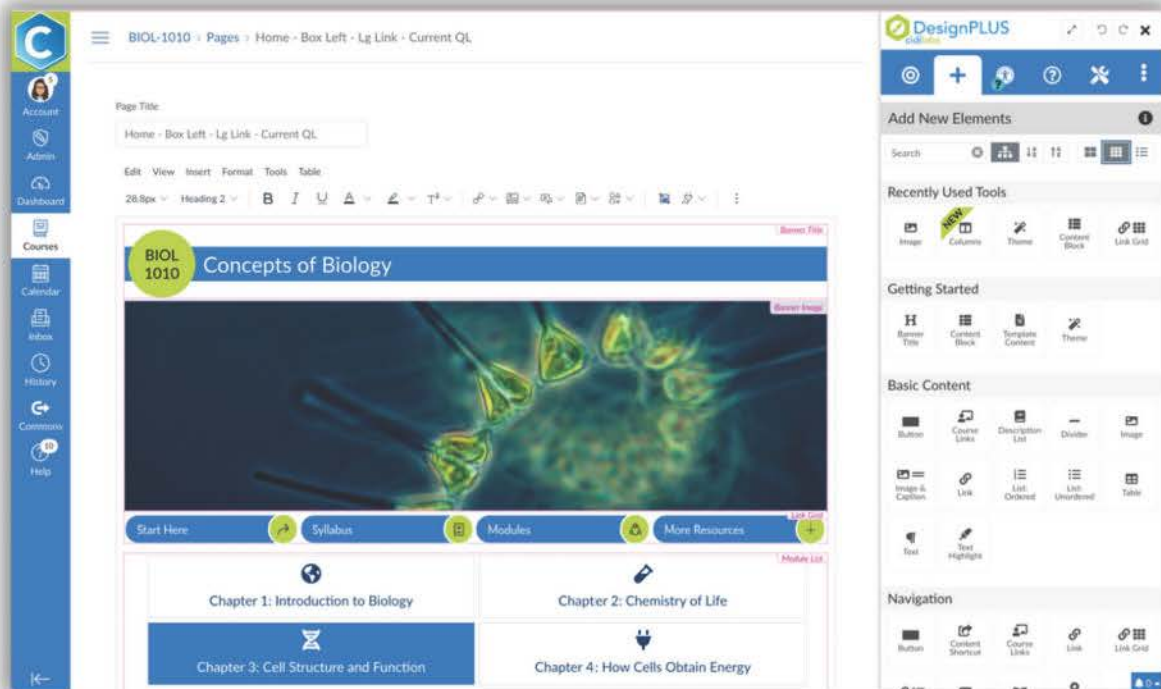 C
BIOL-1010 › Pages › Home - Box Left - Lg Link - Current QL
5
Account
Admin
Dashboard
Courses
Calendar
Inbox
History
Commons
10
Help
Page Title
Home - Box Left - Lg Link - Current QL
Edit View Insert Format Tools Table
28.8px Heading 2 B I U A T²
Banner Title
BIOL
1010
Concepts of Biology
Banner Image
Link Grid
Start Here
Syllabus
Modules
More Resources
Module List
Chapter 1: Introduction to Biology
Chapter 2: Chemistry of Life
Chapter 3: Cell Structure and Function
Chapter 4: How Cells Obtain Energy
DesignPLUS
cidilabs
Add New Elements
Search
Recently Used Tools
Image
NEW
Columns
Theme
Content
Block
Link Grid
Getting Started
H
Banner
Title
Content
Block
Template
Content
Theme
Basic Content
Button
Course
Links
Description
List
Divider
Image
Image &
Caption
Link
List:
Ordered
List:
Unordered
Table
Text
Text
Highlight
Navigation
Button
Content
Shortcut
Course
Links
Link
Link Grid
0